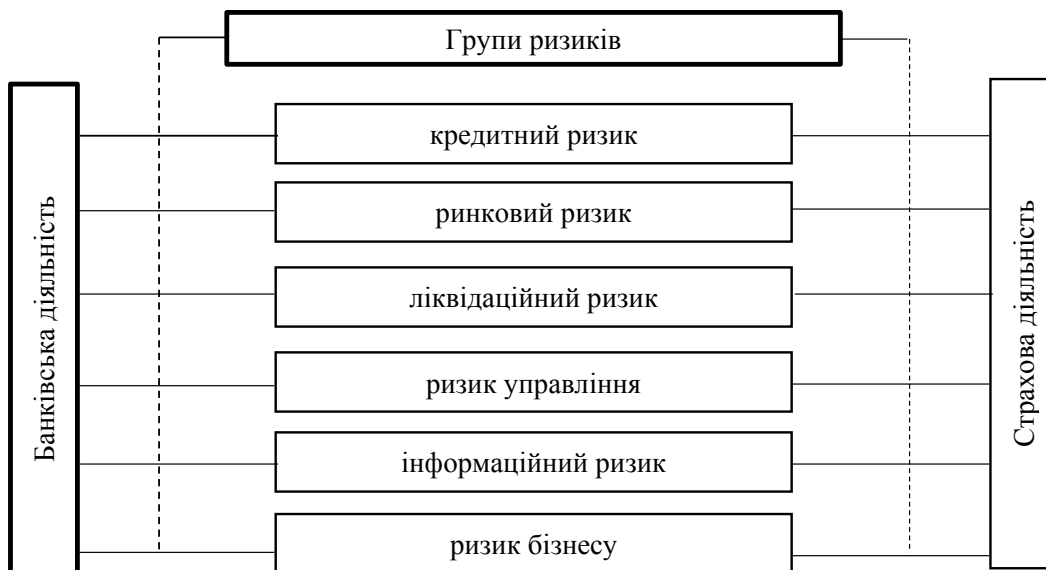 Групи ризиків
Банківська діяльність
кредитний ризик
ринковий ризик
ліквідаційний ризик
ризик управління
інформаційний ризик
ризик бізнесу
Страхова діяльність